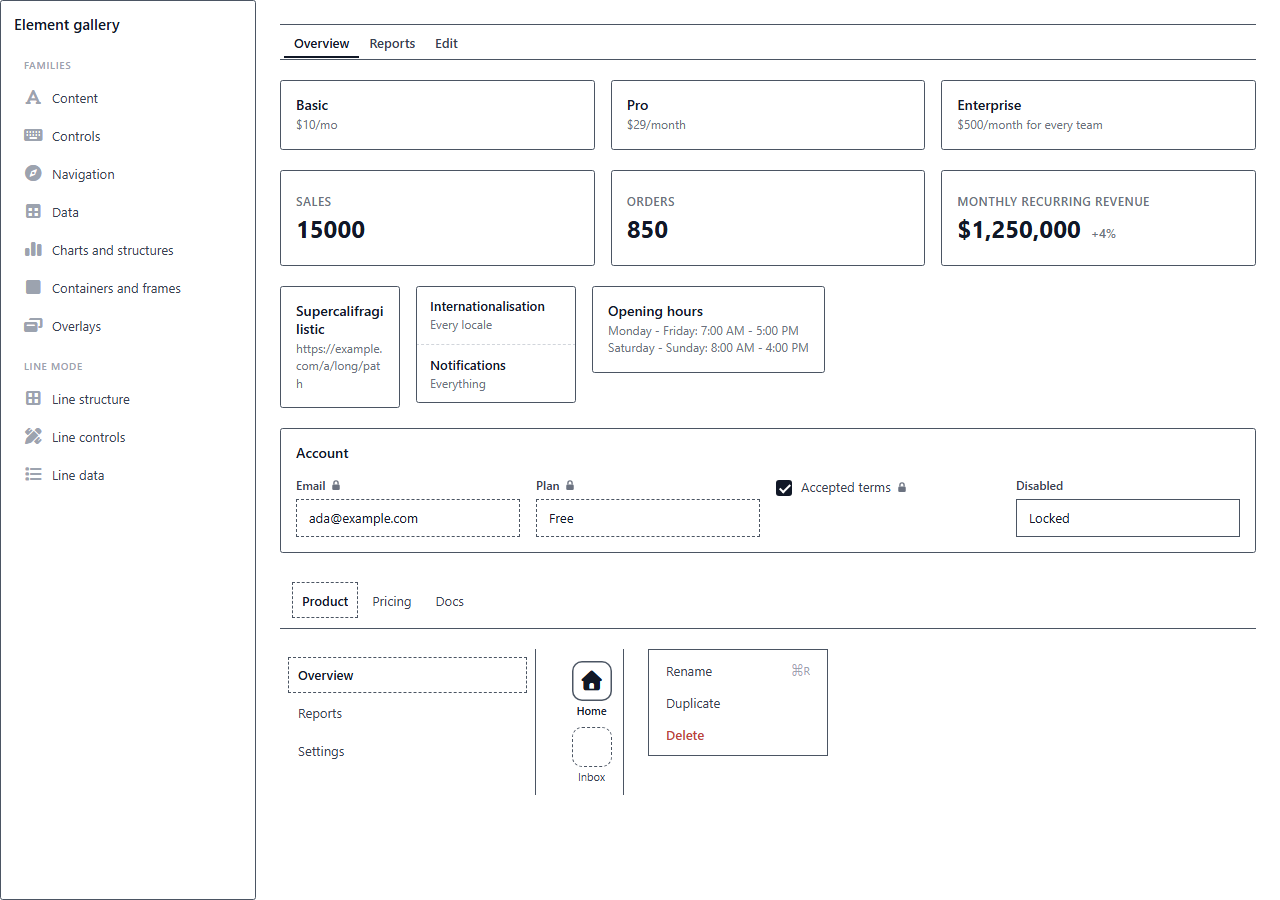 Element gallery
FAMILIES
Content
Controls
Navigation
Data
Charts and structures
Containers and frames
Overlays
LINE MODE
Line structure
Line controls
Line data
Overview Reports Edit
Basic
$10/mo
Pro
$29/month
Enterprise
$500/month for every team
SALES
15000
ORDERS
850
MONTHLY RECURRING REVENUE
$1,250,000 +4%
Supercalifragi
listic
https://example.
com/a/long/pat
h
Internationalisation
Every locale
Notifications
Everything
Opening hours
Monday - Friday: 7:00 AM - 5:00 PM
Saturday - Sunday: 8:00 AM - 4:00 PM
Account
Email
ada@example.com
Plan
Free
Accepted terms
Disabled
Locked
Product Pricing Docs
Overview
Reports
Settings
Home
Inbox
Rename ⌘R
Duplicate
Delete